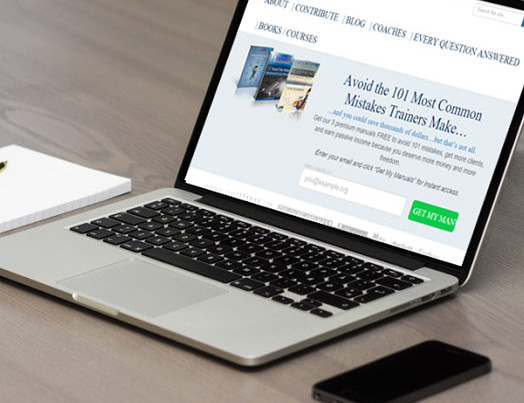 Search the site...
ABOUT / CONTRIBUTE / BLOG / COACHES / EVERY QUESTION ANSWERED
/ BOOKS / COURSES
Avoid the 101 Most Common
Mistakes Trainers Make...
...and you could save thousands of dollars...but that's not all.
Get our 3 premium manuals FREE to avoid 101 mistakes, get more clients,
and earn passive income because you deserve more money and more
freedom.
Enter your email and click "Get My Manuals" for instant access.
you@example.org
GET MY MAN